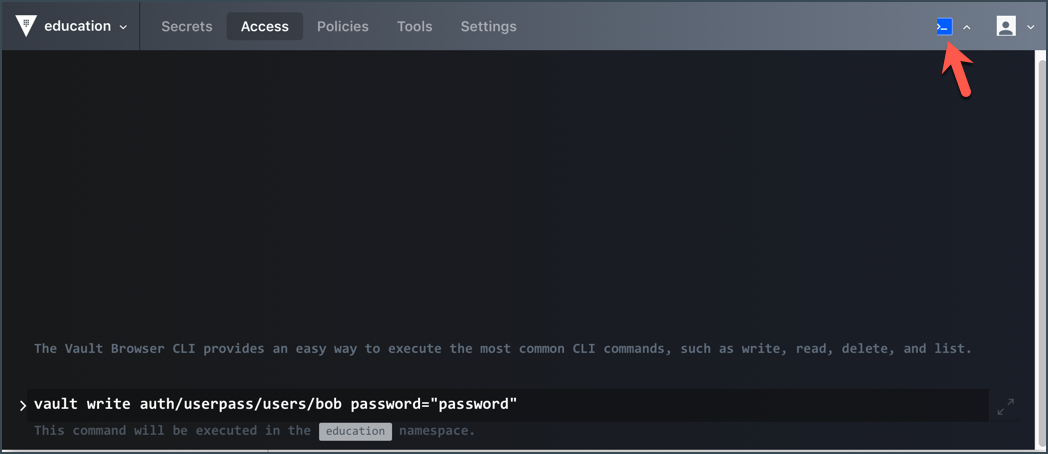 education Secrets Access Policies Tools Settings
The Vault Browser CLI provides an easy way to execute the most common CLI commands, such as write, read, delete, and list.
vault write auth/userpass/users/bob password="password"
This command will be executed in the education namespace.